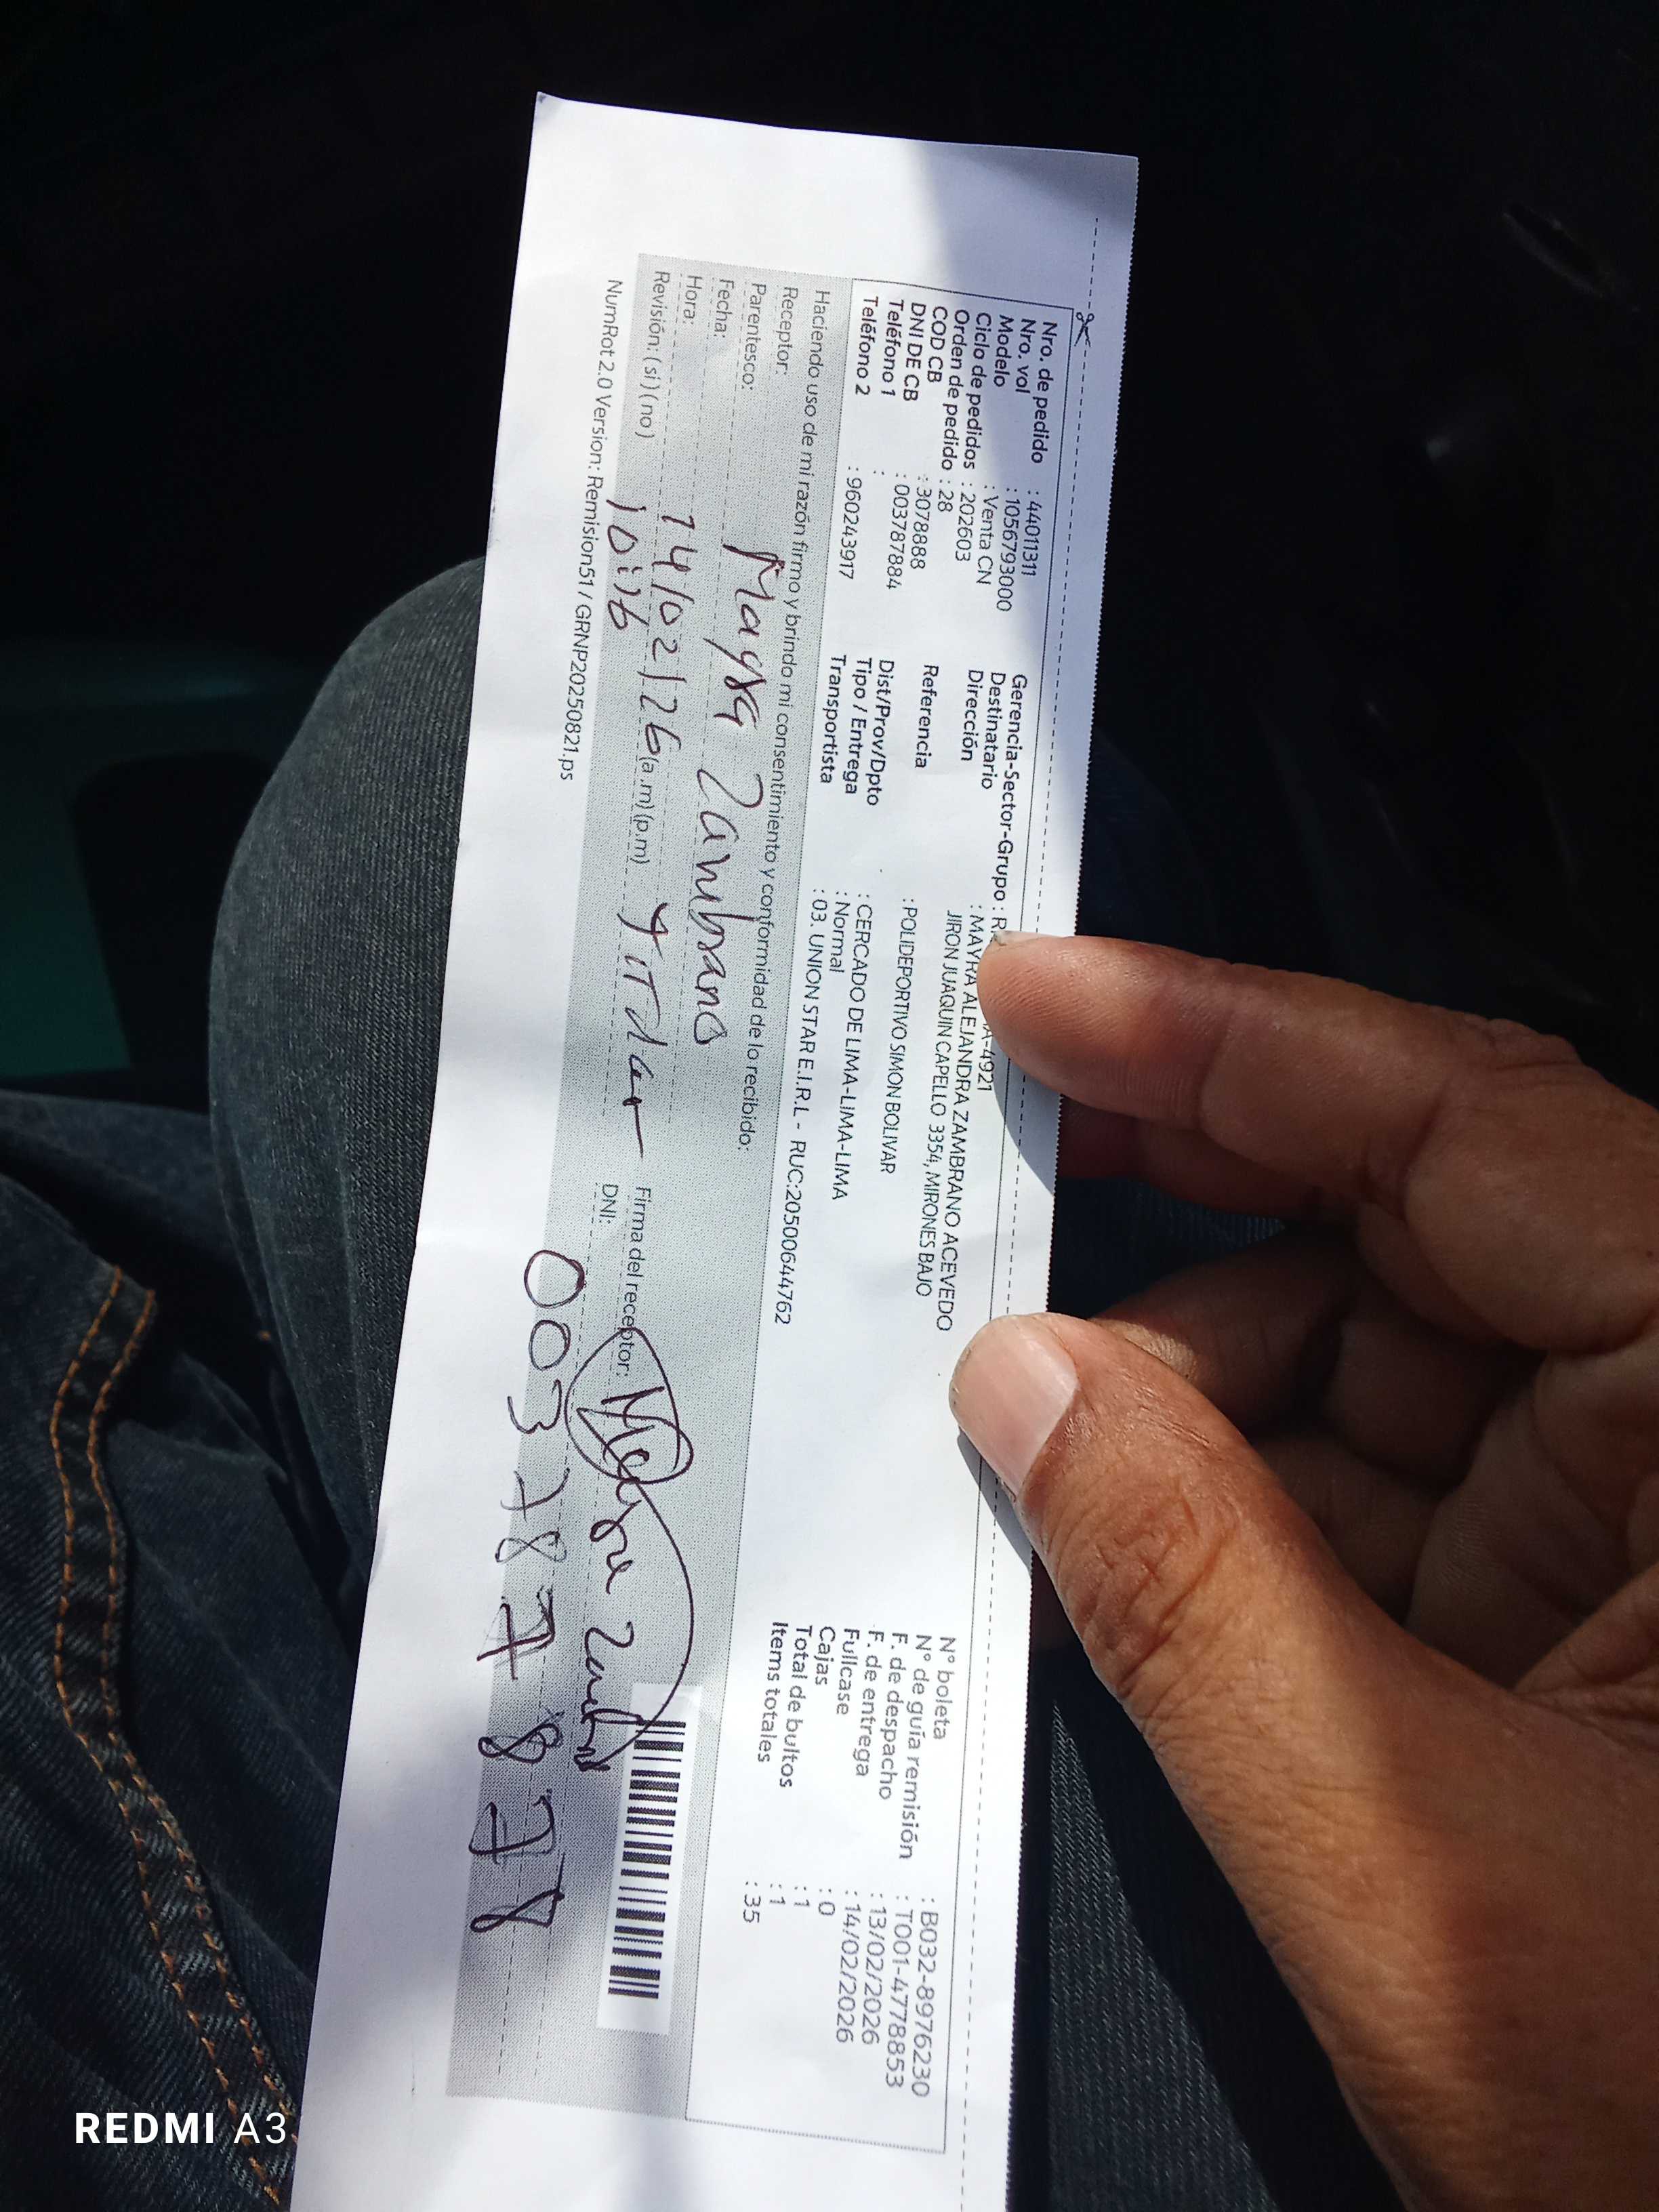 Nro. de pedido : 44011311
Nro. vol : 1056793000
Modelo : Venta CN
Ciclo de pedidos : 202603
Orden de pedido : 28
COD CB : 3078888
DNI DE CB : 003787884
Teléfono 1 :
Teléfono 2 : 960243917
Gerencia-Sector-Grupo : R A-4921
Destinatario : MAYRA ALEJANDRA ZAMBRANO ACEVEDO
Dirección JIRON JUAQUIN CAPELLO 3354, MIRONES BAJO
Referencia : POLIDEPORTIVO SIMON BOLIVAR
Dist/Prov/Dpto : CERCADO DE LIMA-LIMA-LIMA
Tipo / Entrega : Normal
Transportista : 03. UNION STAR E.I.R.L - RUC:20500644762
N° boleta : B032-8976230
N° de guía remisión : T001-47788853
F. de despacho : 13/02/2026
F. de entrega : 14/02/2026
Fullcase : 0
Cajas : 1
Total de bultos : 1
Items totales : 35
Haciendo uso de mi razón firmo y brindo mi consentimiento y conformidad de lo recibido:
Receptor: Mayra Zambrano
Parentesco:
Fecha: 14/02/26
Hora: 10:16 (a.m) (p.m)
Revisión: (si) (no)
Firma del receptor: Mayra
DNI: 003787878
NumRot 2.0 Version: Remision51 / GRNP20250821.ps
REDMI A3